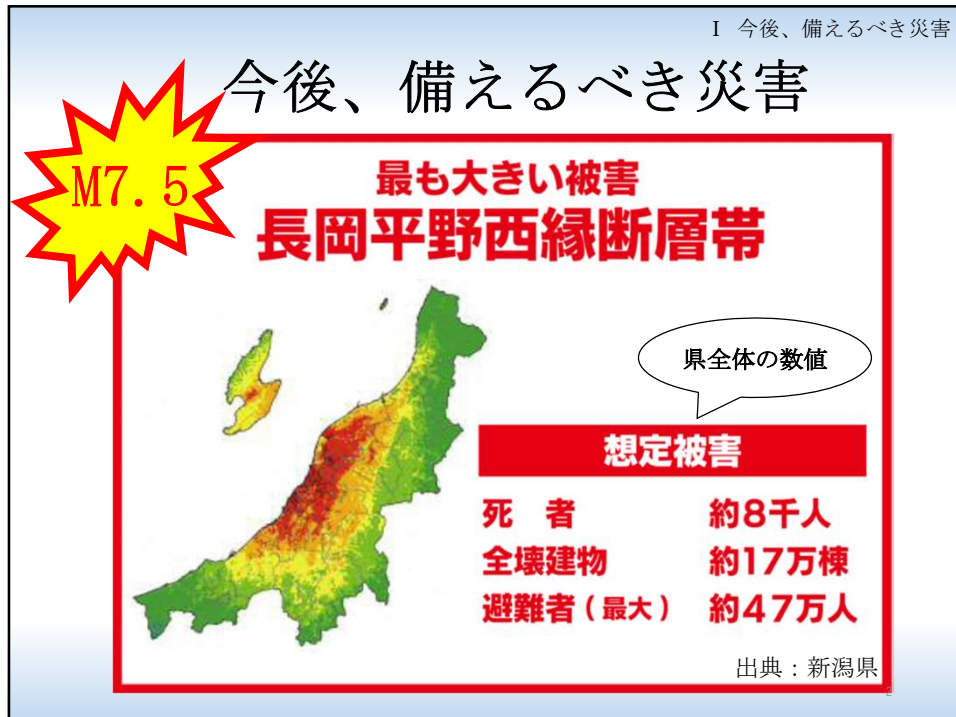 I 今後、備えるべき災害
今後、備えるべき災害
M7.5
最も大きい被害
長岡平野西縁断層帯
県全体の数値
想定被害
死 者 約8千人
全壊建物 約17万棟
避難者(最大) 約47万人
出典:新潟県
2